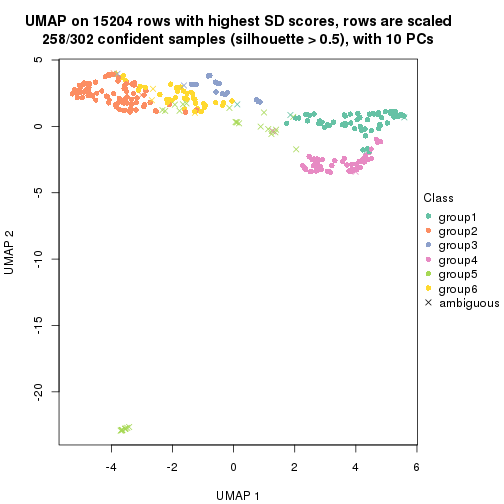 UMAP on 15204 rows with highest SD scores, rows are scaled
258/302 confident samples (silhouette > 0.5), with 10 PCs
5
0
-5
-10
-15
-20
UMAP 2
-4
-2
0
2
4
6
UMAP 1
Class
group1
group2
group3
group4
group5
group6
ambiguous